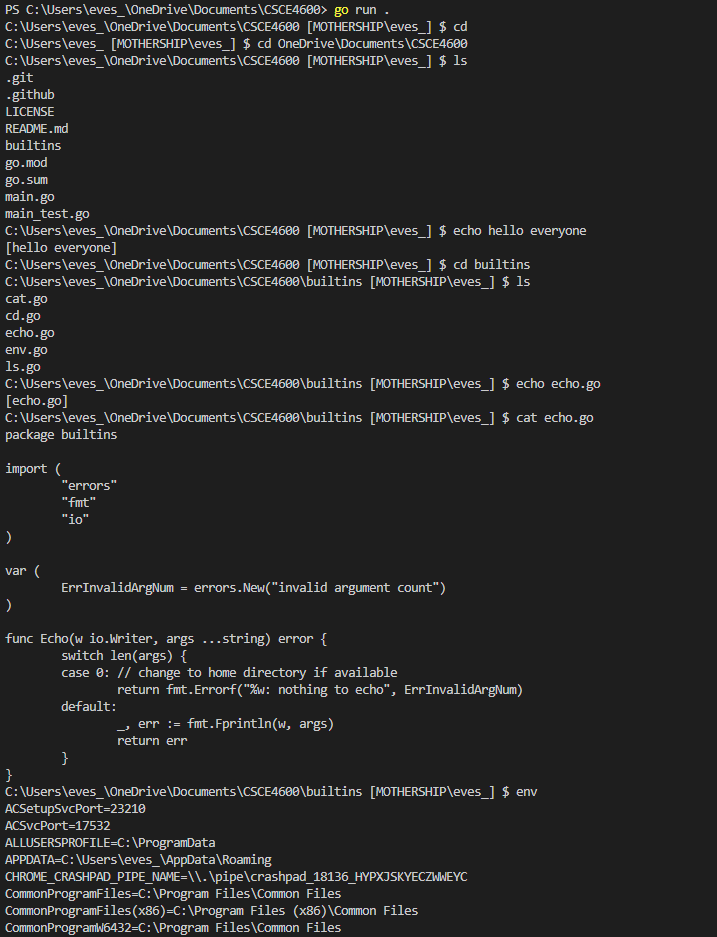 PS C:\Users\eves_\OneDrive\Documents\CSCE4600> go run .
C:\Users\eves_\OneDrive\Documents\CSCE4600 [MOTHERSHIP\eves_] $ cd
C:\Users\eves_ [MOTHERSHIP\eves_] $ cd OneDrive\Documents\CSCE4600
C:\Users\eves_\OneDrive\Documents\CSCE4600 [MOTHERSHIP\eves_] $ ls
.git
.github
LICENSE
README.md
builtins
go.mod
go.sum
main.go
main_test.go
C:\Users\eves_\OneDrive\Documents\CSCE4600 [MOTHERSHIP\eves_] $ echo hello everyone
[hello everyone]
C:\Users\eves_\OneDrive\Documents\CSCE4600 [MOTHERSHIP\eves_] $ cd builtins
C:\Users\eves_\OneDrive\Documents\CSCE4600\builtins [MOTHERSHIP\eves_] $ ls
cat.go
cd.go
echo.go
env.go
ls.go
C:\Users\eves_\OneDrive\Documents\CSCE4600\builtins [MOTHERSHIP\eves_] $ echo echo.go
[echo.go]
C:\Users\eves_\OneDrive\Documents\CSCE4600\builtins [MOTHERSHIP\eves_] $ cat echo.go
package builtins

import (
        "errors"
        "fmt"
        "io"
)

var (
        ErrInvalidArgNum = errors.New("invalid argument count")
)

func Echo(w io.Writer, args ...string) error {
        switch len(args) {
        case 0: // change to home directory if available
                return fmt.Errorf("%w: nothing to echo", ErrInvalidArgNum)
        default:
                _, err := fmt.Fprintln(w, args)
                return err
        }
}
C:\Users\eves_\OneDrive\Documents\CSCE4600\builtins [MOTHERSHIP\eves_] $ env
ACSetupSvcPort=23210
ACSvcPort=17532
ALLUSERSPROFILE=C:\ProgramData
APPDATA=C:\Users\eves_\AppData\Roaming
CHROME_CRASHPAD_PIPE_NAME=\\.\pipe\crashpad_18136_HYPXJSKYECZWWEYC
CommonProgramFiles=C:\Program Files\Common Files
CommonProgramFiles(x86)=C:\Program Files (x86)\Common Files
CommonProgramW6432=C:\Program Files\Common Files